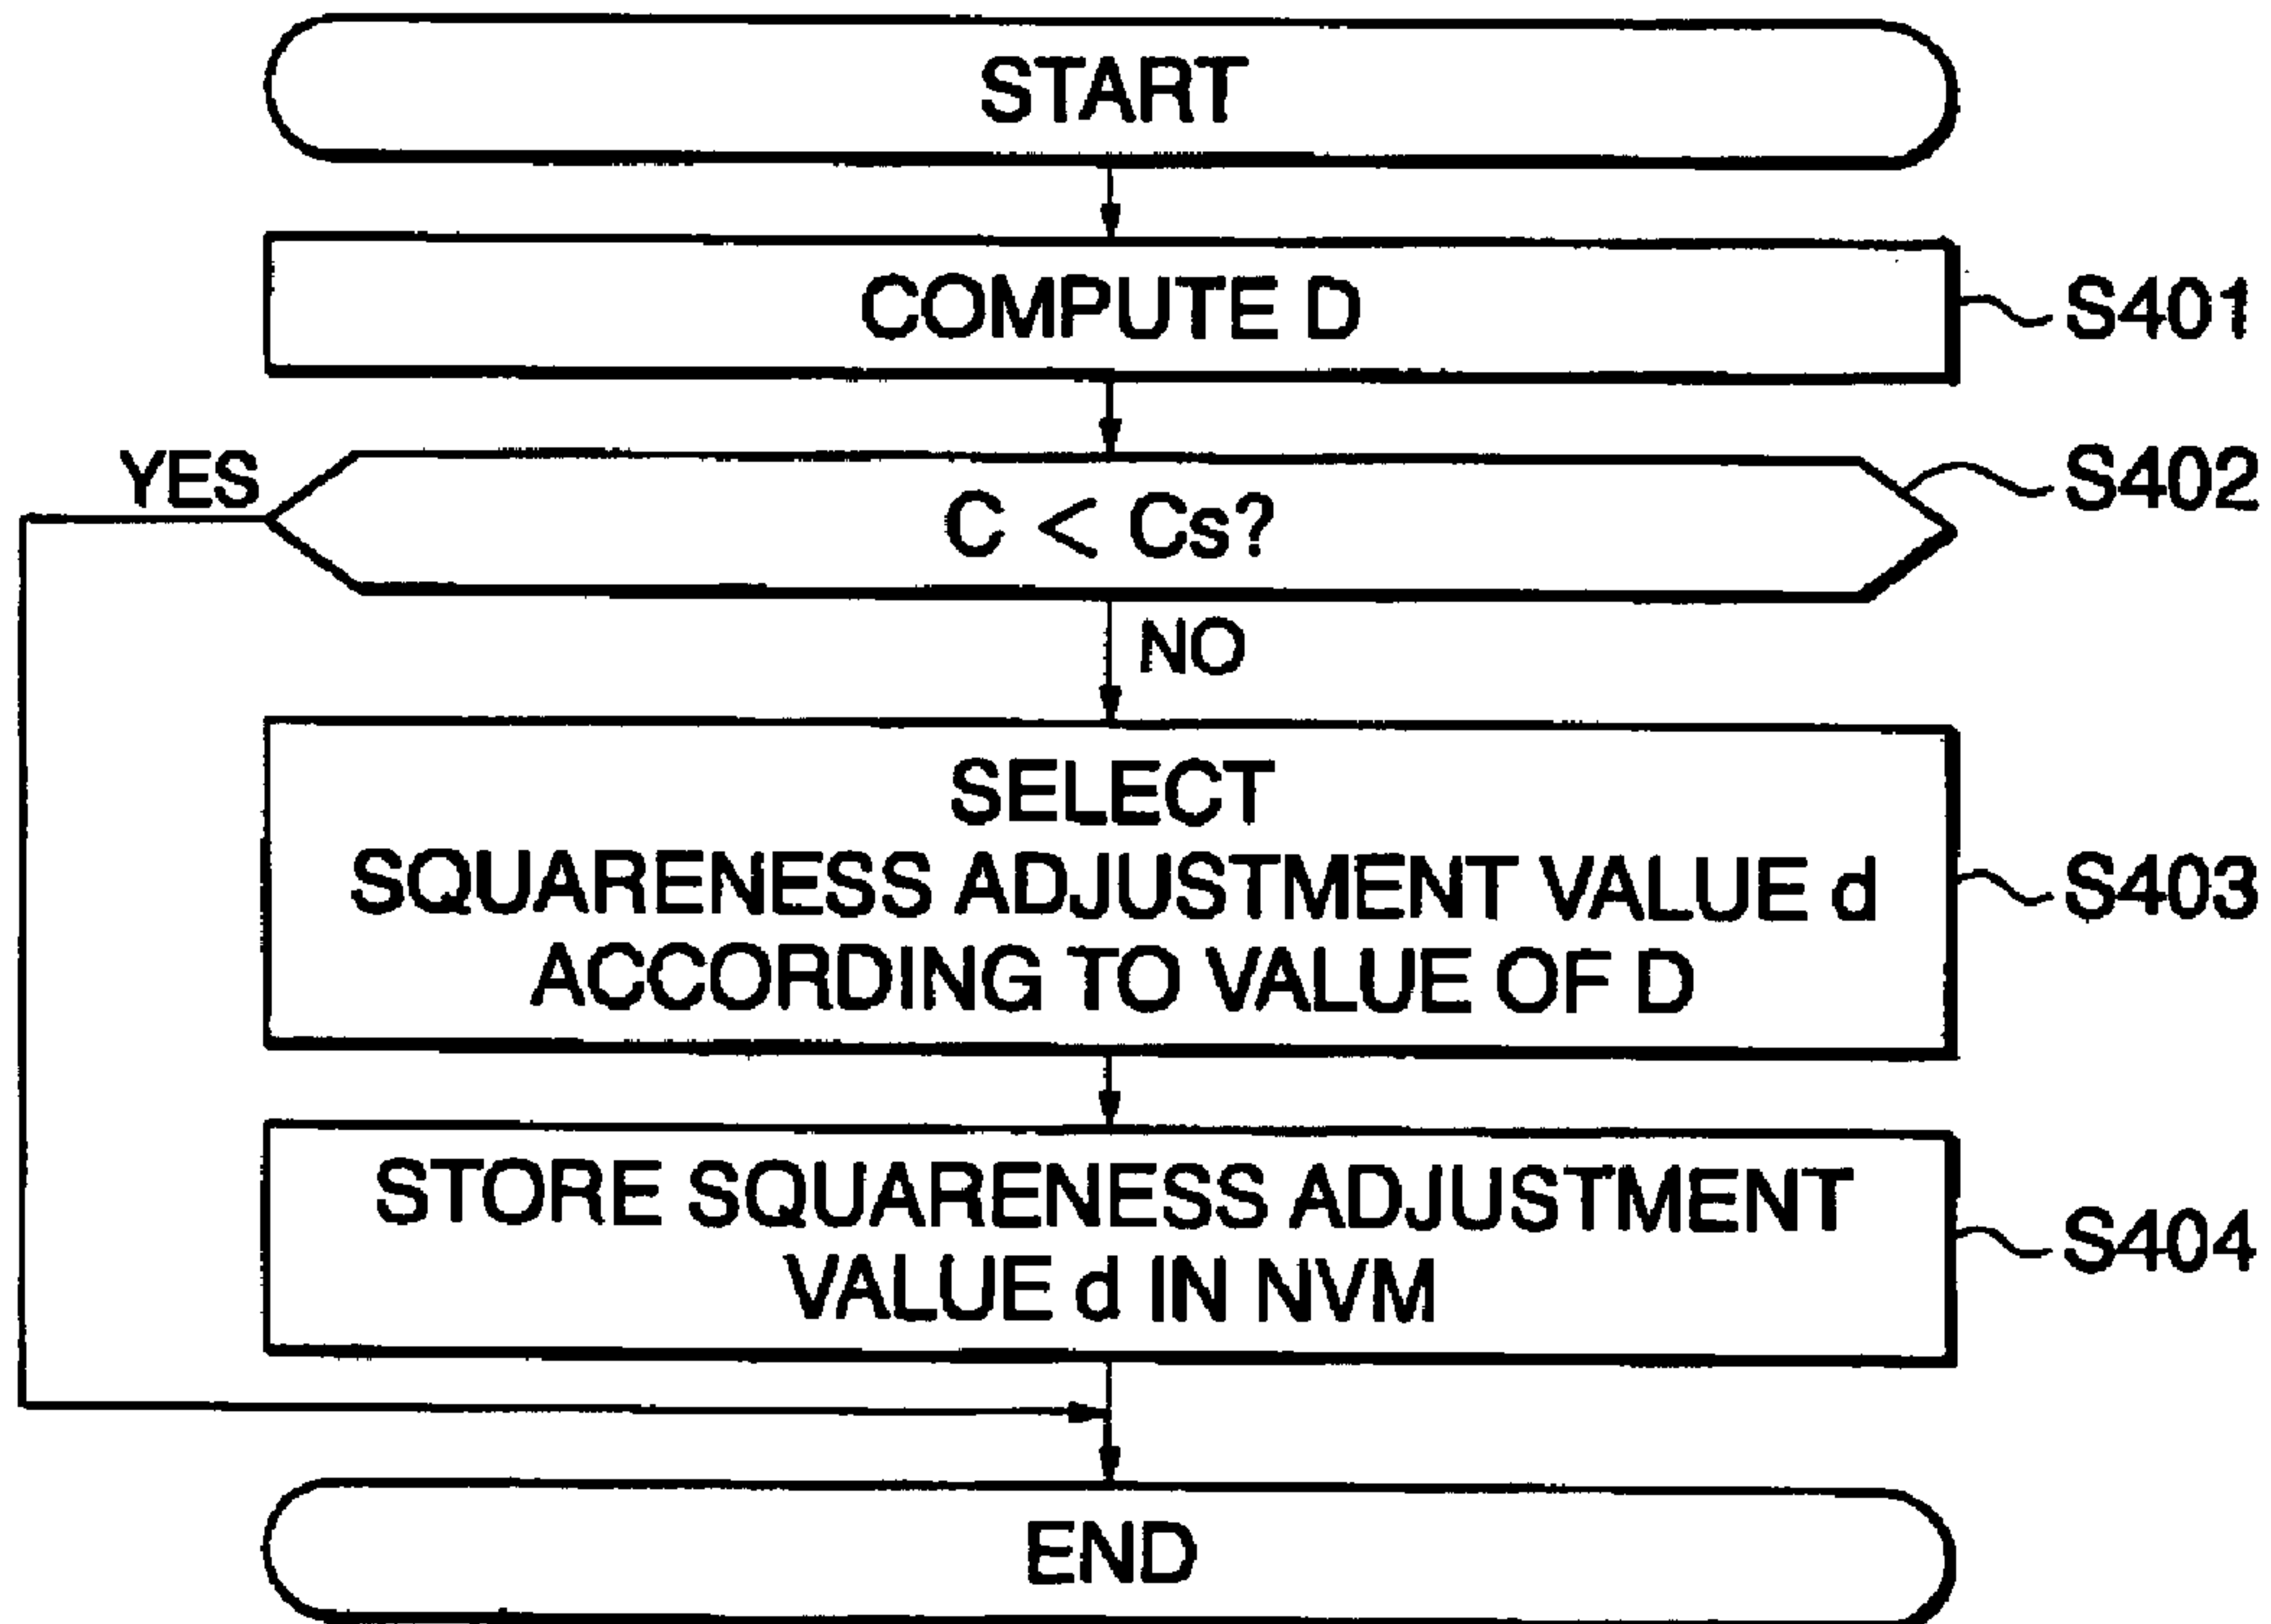 START
COMPUTE D
S401
YES
C < Cs?
S402
NO
SELECT
SQUARENESS ADJUSTMENT VALUE d
ACCORDING TO VALUE OF D
S403
STORE SQUARENESS ADJUSTMENT
VALUE d IN NVM
S404
END